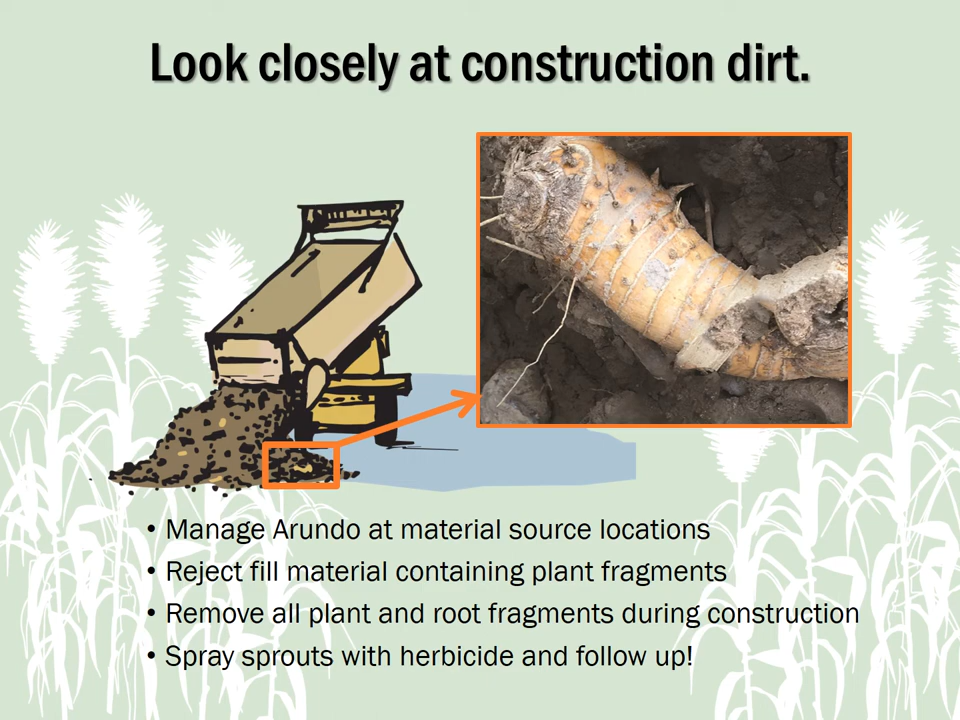 Look closely at construction dirt.
• Manage Arundo at material source locations
• Reject fill material containing plant fragments
• Remove all plant and root fragments during construction
• Spray sprouts with herbicide and follow up!